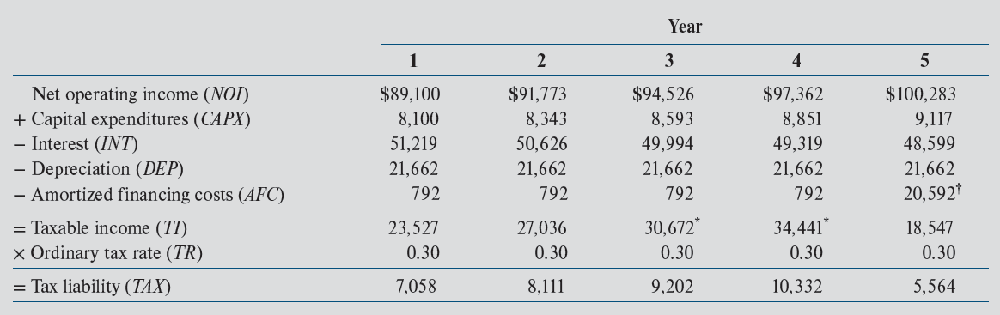 Year
1 2 3 4 5
Net operating income (NOI) $89,100 $91,773 $94,526 $97,362 $100,283
+ Capital expenditures (CAPX) 8,100 8,343 8,593 8,851 9,117
− Interest (INT) 51,219 50,626 49,994 49,319 48,599
− Depreciation (DEP) 21,662 21,662 21,662 21,662 21,662
− Amortized financing costs (AFC) 792 792 792 792 20,592†
= Taxable income (TI) 23,527 27,036 30,672* 34,441* 18,547
× Ordinary tax rate (TR) 0.30 0.30 0.30 0.30 0.30
= Tax liability (TAX) 7,058 8,111 9,202 10,332 5,564